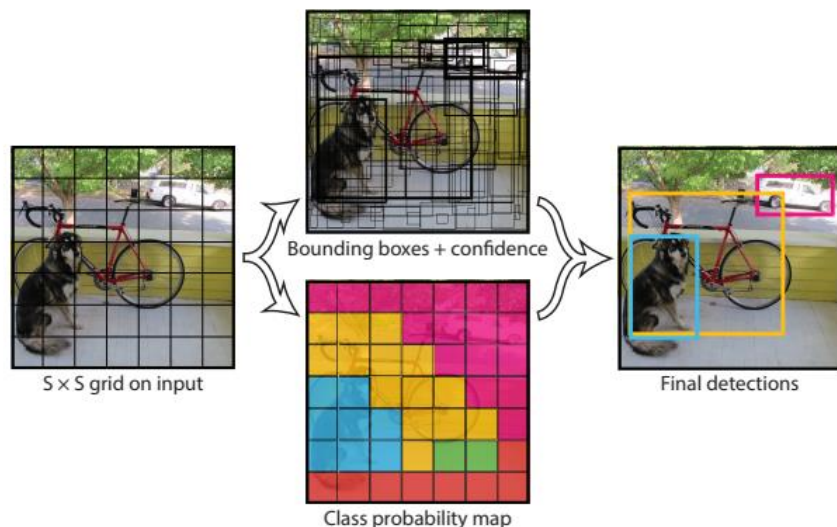 Bounding boxes + confidence
S × S grid on input
Final detections
Class probability map